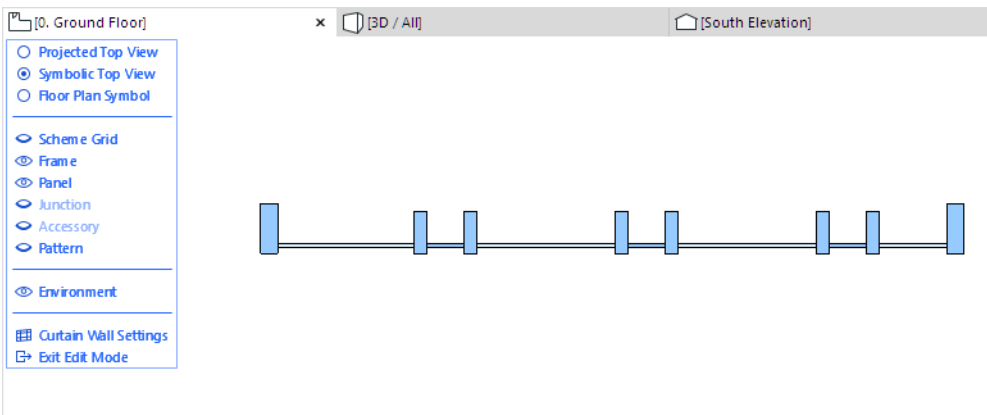 [0. Ground Floor]
[3D / All]
[South Elevation]
Projected Top View
Symbolic Top View
Floor Plan Symbol
Scheme Grid
Frame
Panel
Junction
Accessory
Pattern
Environment
Curtain Wall Settings
Exit Edit Mode